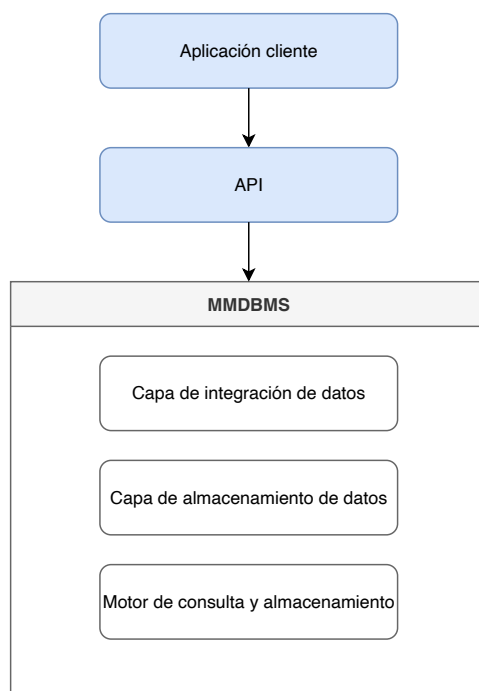 Aplicación cliente
API
MMDBMS
Capa de integración de datos
Capa de almacenamiento de datos
Motor de consulta y almacenamiento